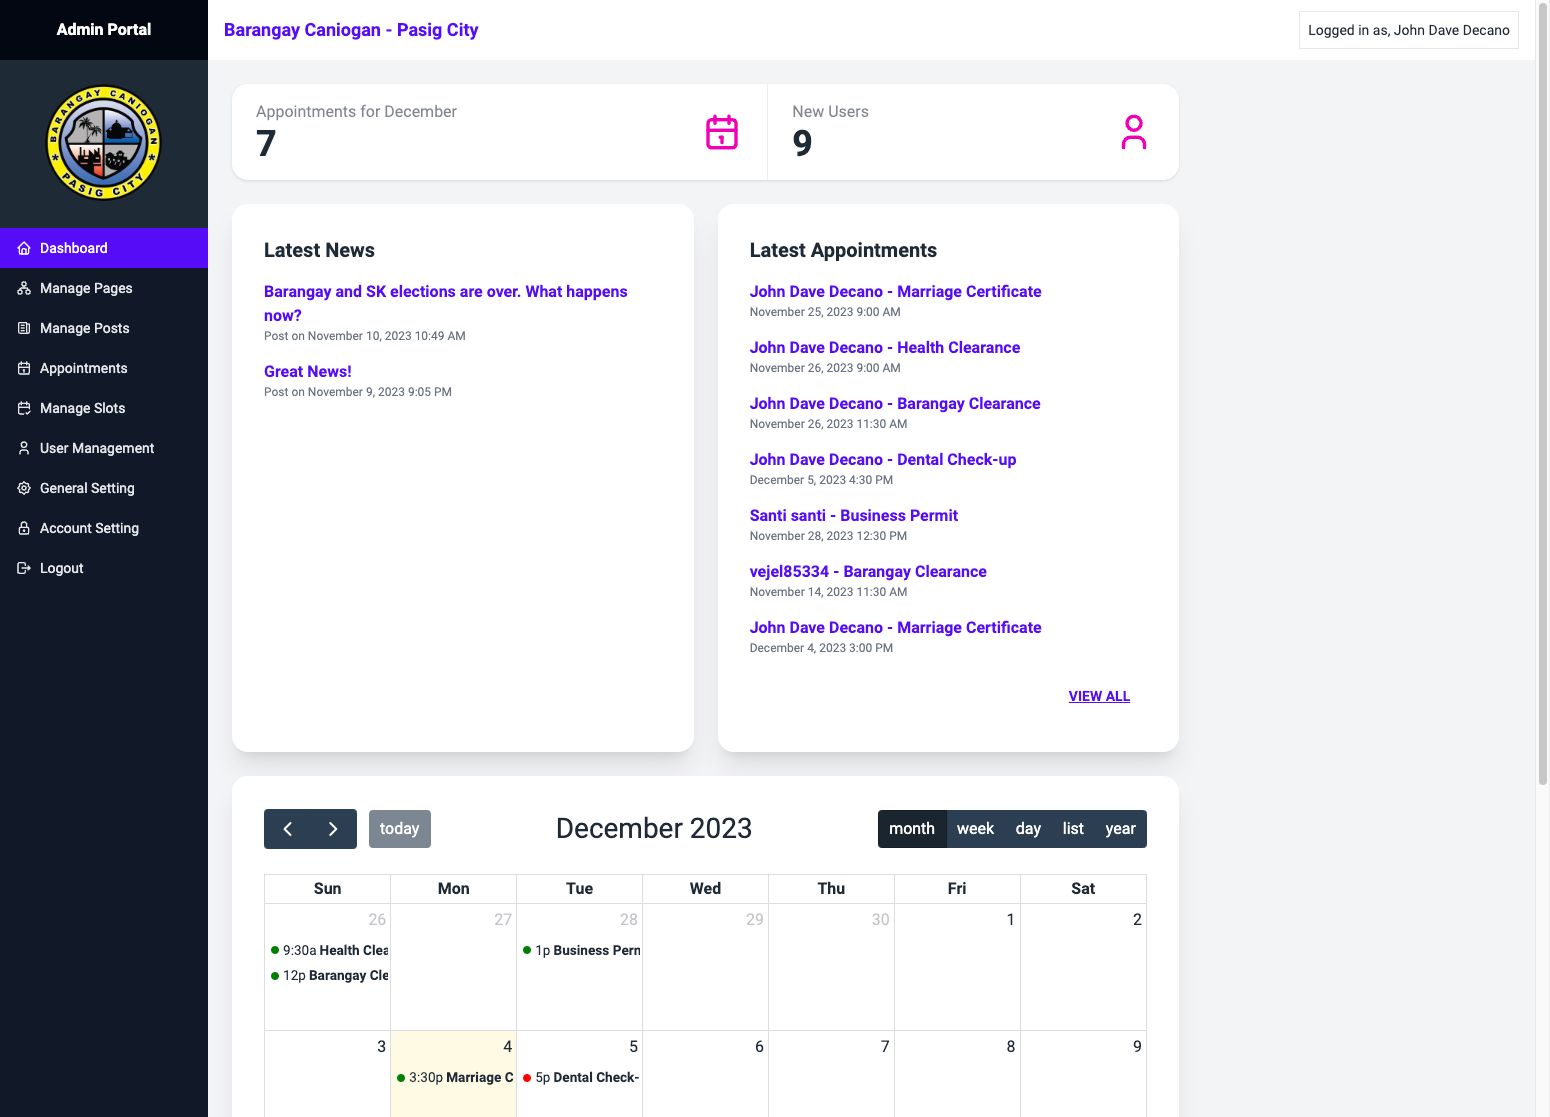 Admin Portal
Barangay Caniogan - Pasig City
Logged in as, John Dave Decano
BARANGAY CANIOGAN
PASIG CITY
Dashboard
Manage Pages
Manage Posts
Appointments
Manage Slots
User Management
General Setting
Account Setting
Logout
Appointments for December
7
New Users
9
Latest News
Barangay and SK elections are over. What happens
now?
Post on November 10, 2023 10:49 AM
Great News!
Post on November 9, 2023 9:05 PM
Latest Appointments
John Dave Decano - Marriage Certificate
November 25, 2023 9:00 AM
John Dave Decano - Health Clearance
November 26, 2023 9:00 AM
John Dave Decano - Barangay Clearance
November 26, 2023 11:30 AM
John Dave Decano - Dental Check-up
December 5, 2023 4:30 PM
Santi santi - Business Permit
November 28, 2023 12:30 PM
vejel85334 - Barangay Clearance
November 14, 2023 11:30 AM
John Dave Decano - Marriage Certificate
December 4, 2023 3:00 PM
VIEW ALL
today
December 2023
month week day list year
Sun Mon Tue Wed Thu Fri Sat
26 27 28 29 30 1 2
9:30a Health Clea
12p Barangay Cle
1p Business Perm
3 4 5 6 7 8 9
3:30p Marriage C
5p Dental Check-